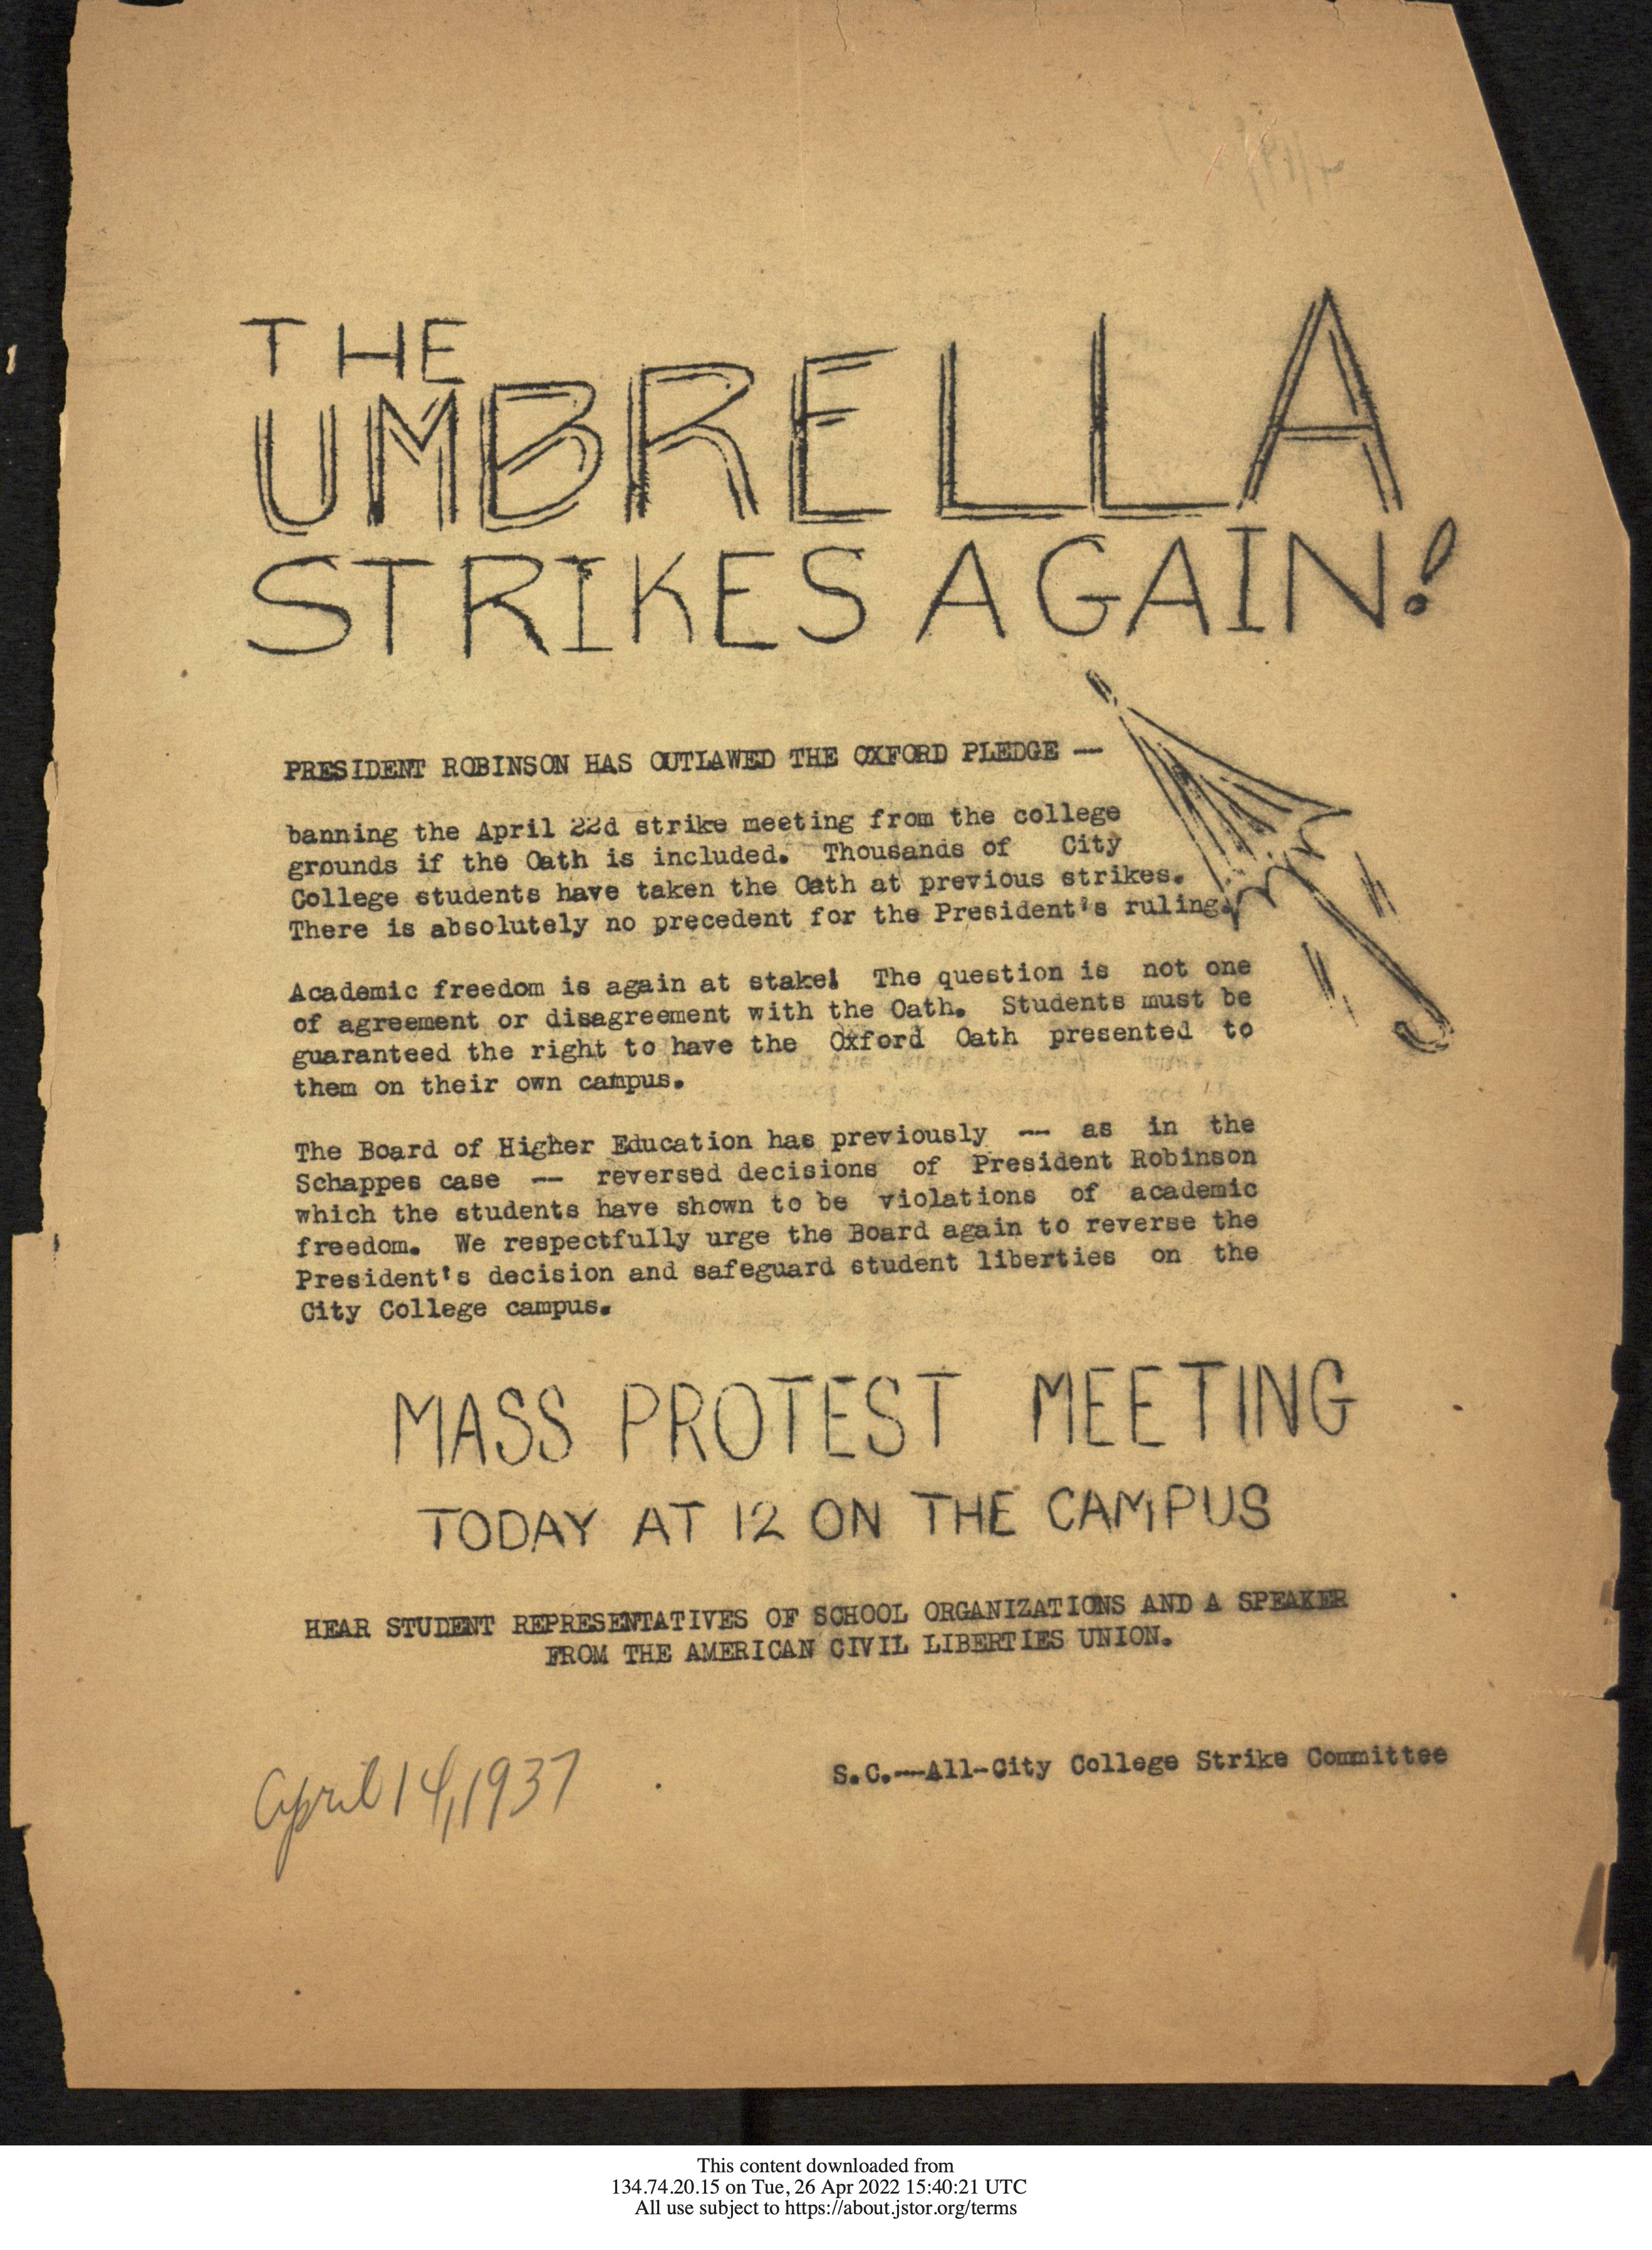 THE
UMBRELLA
STRIKES AGAIN!
PRESIDENT ROBINSON HAS OUTLAWED THE OXFORD PLEDGE --
banning the April 22d strike meeting from the college
grounds if the Oath is included. Thousands of City
College students have taken the Oath at previous strikes.
There is absolutely no precedent for the President's ruling.
Academic freedom is again at stake! The question is not one
of agreement or disagreement with the Oath. Students must be
guaranteed the right to have the Oxford Oath presented to
them on their own campus.
The Board of Higher Education has previously -- as in the
Schappes case -- reversed decisions of President Robinson
which the students have shown to be violations of academic
freedom. We respectfully urge the Board again to reverse the
President's decision and safeguard student liberties on the
City College campus.
MASS PROTEST MEETING
TODAY AT 12 ON THE CAMPUS
HEAR STUDENT REPRESENTATIVES OF SCHOOL ORGANIZATIONS AND A SPEAKER
FROM THE AMERICAN CIVIL LIBERTIES UNION.
S.C.--All-City College Strike Committee
April 14, 1937
This content downloaded from
134.74.20.15 on Tue, 26 Apr 2022 15:40:21 UTC
All use subject to https://about.jstor.org/terms